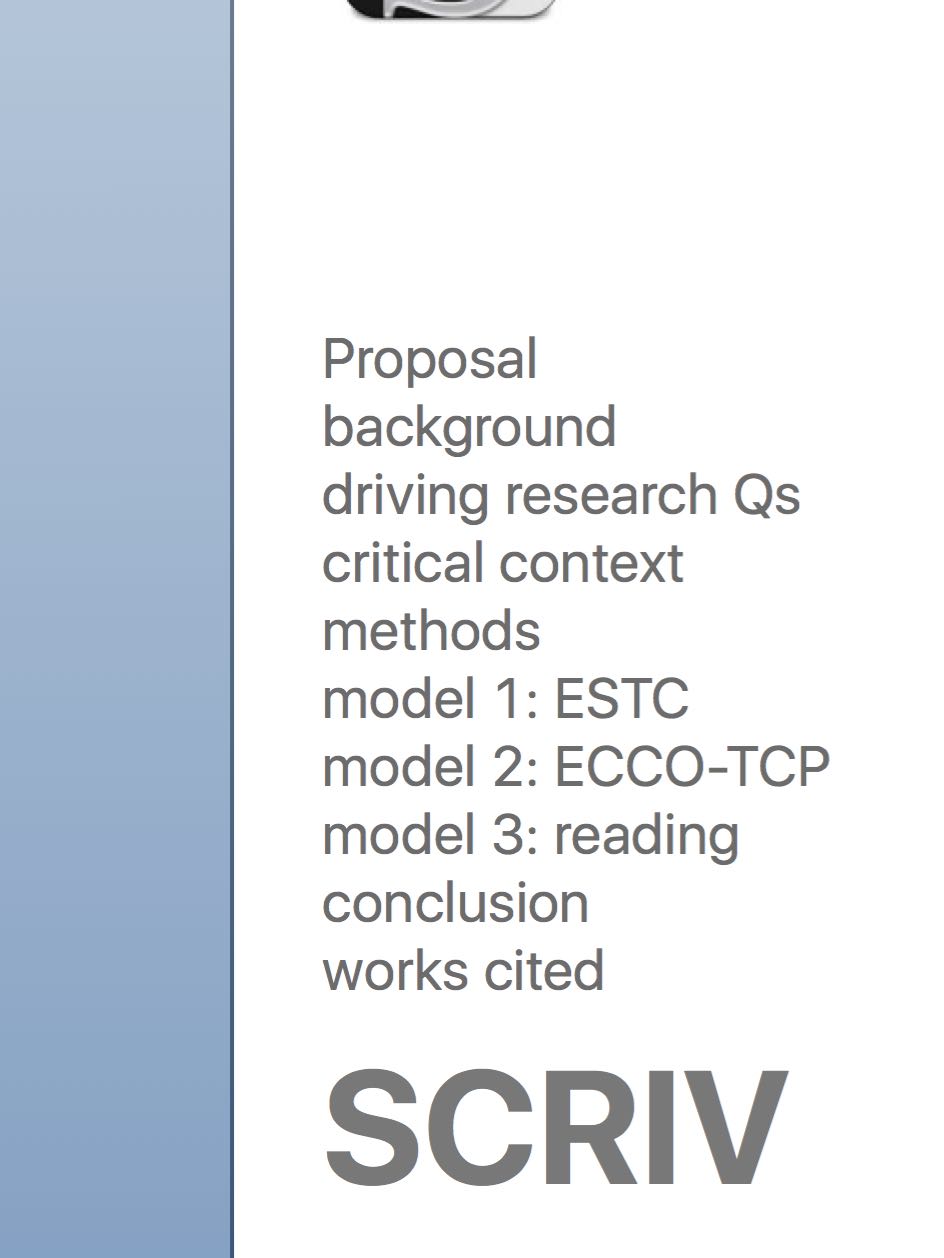 Proposal
background
driving research Qs
critical context
methods
model 1: ESTC
model 2: ECCO-TCP
model 3: reading
conclusion
works cited
SCRIV